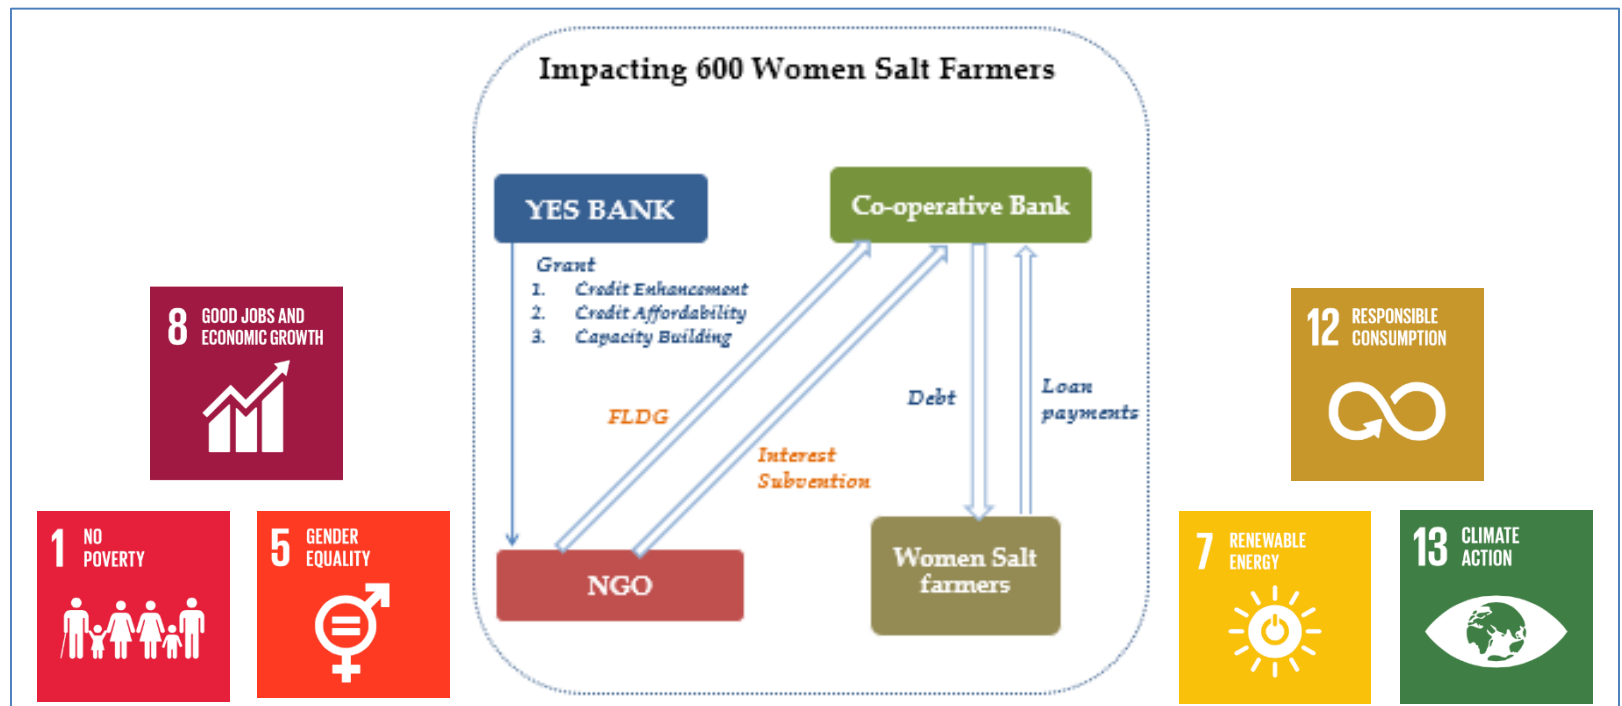 Impacting 600 Women Salt Farmers
YES BANK
Co-operative Bank
Grant
1. Credit Enhancement
2. Credit Affordability
3. Capacity Building
FLDG
Interest
Subvention
Debt
Loan
payments
NGO
Women Salt
farmers
8 GOOD JOBS AND
ECONOMIC GROWTH
1 NO
POVERTY
5 GENDER
EQUALITY
12 RESPONSIBLE
CONSUMPTION
7 RENEWABLE
ENERGY
13 CLIMATE
ACTION